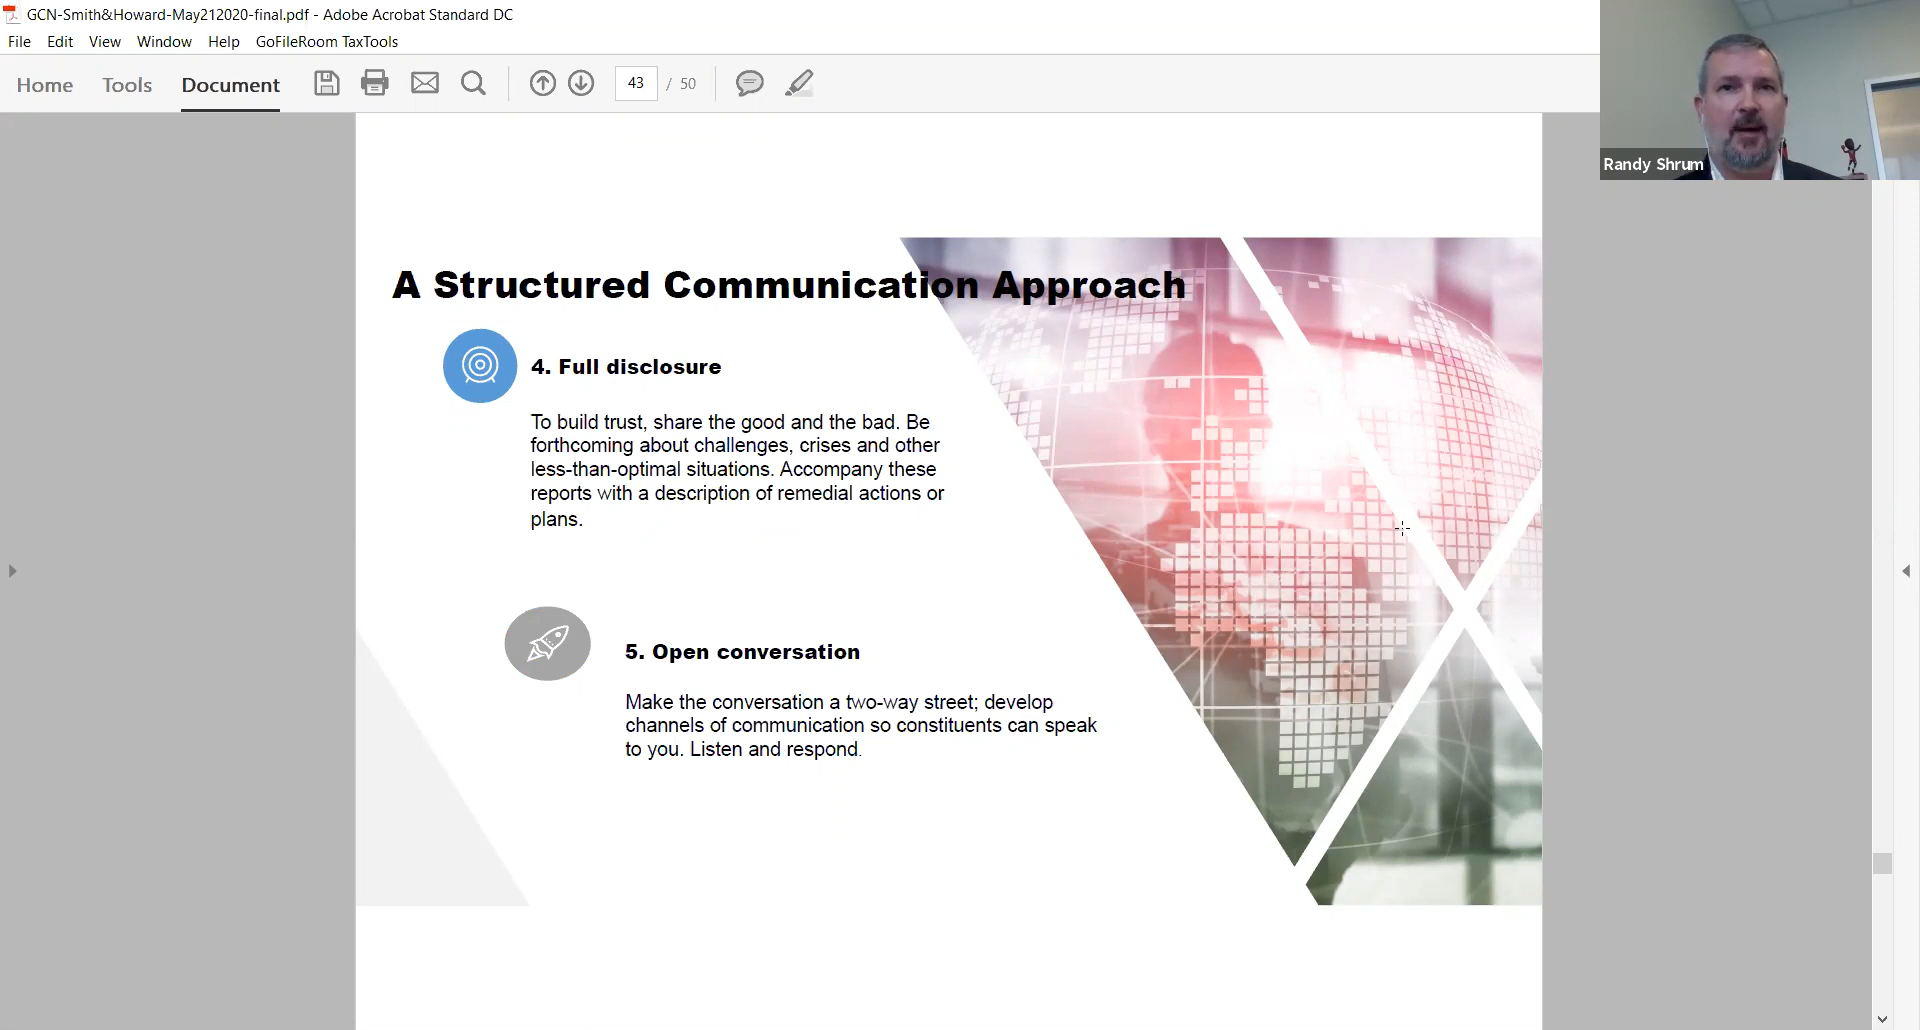 GCN-Smith&Howard-May212020-final.pdf - Adobe Acrobat Standard DC
File Edit View Window Help GoFileRoom TaxTools
Home Tools Document 43 / 50
Randy Shrum
A Structured Communication Approach
4. Full disclosure
To build trust, share the good and the bad. Be
forthcoming about challenges, crises and other
less-than-optimal situations. Accompany these
reports with a description of remedial actions or
plans.
5. Open conversation
Make the conversation a two-way street; develop
channels of communication so constituents can speak
to you. Listen and respond.